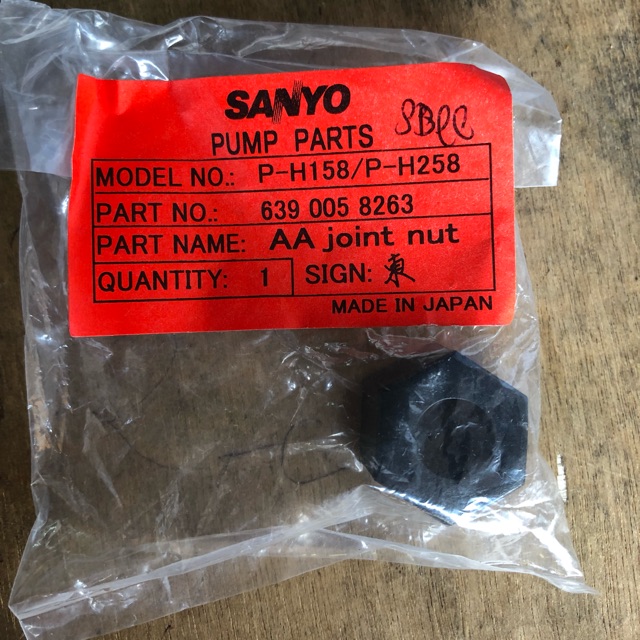 SANYO
PUMP PARTS
MODEL NO.: P-H158/P-H258
PART NO.: 639 005 8263
PART NAME: AA joint nut
QUANTITY: 1 SIGN: 東
MADE IN JAPAN